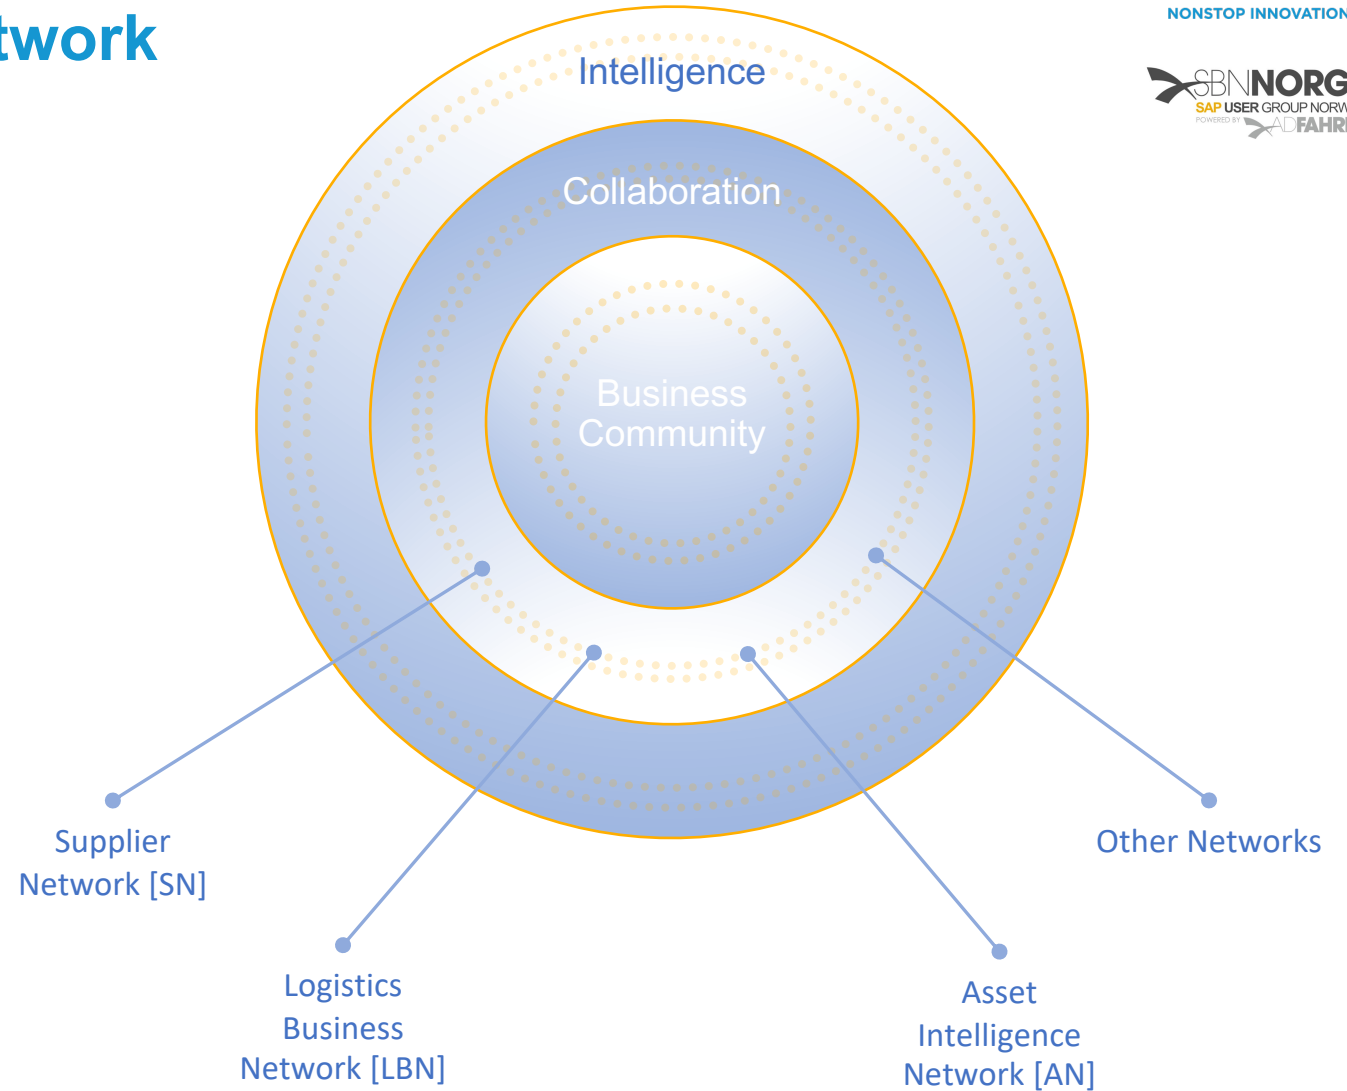 twork
NONSTOP INNOVATION
SBNNORG
SAP USER GROUP NORW
POWERED BY ADFAHR
Intelligence
Collaboration
Business
Community
Supplier
Network [SN]
Other Networks
Logistics
Business
Network [LBN]
Asset
Intelligence
Network [AN]